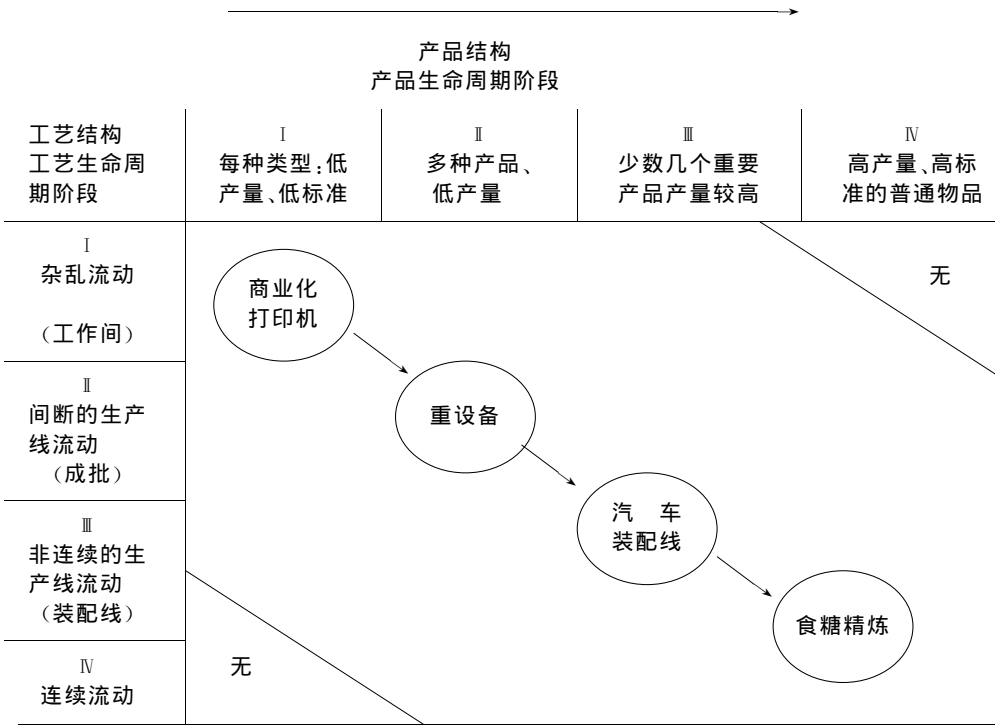 产品结构
产品生命周期阶段
工艺结构
工艺生命周
期阶段
Ⅰ
每种类型:低
产量、低标准
Ⅱ
多种产品、
低产量
Ⅲ
少数几个重要
产品产量较高
Ⅳ
高产量、高标
准的普通物品
Ⅰ
杂乱流动
(工作间)
商业化
打印机
无
Ⅱ
间断的生产
线流动
(成批)
重设备
Ⅲ
非连续的生
产线流动
(装配线)
汽 车
装配线
食糖精炼
Ⅳ
连续流动
无